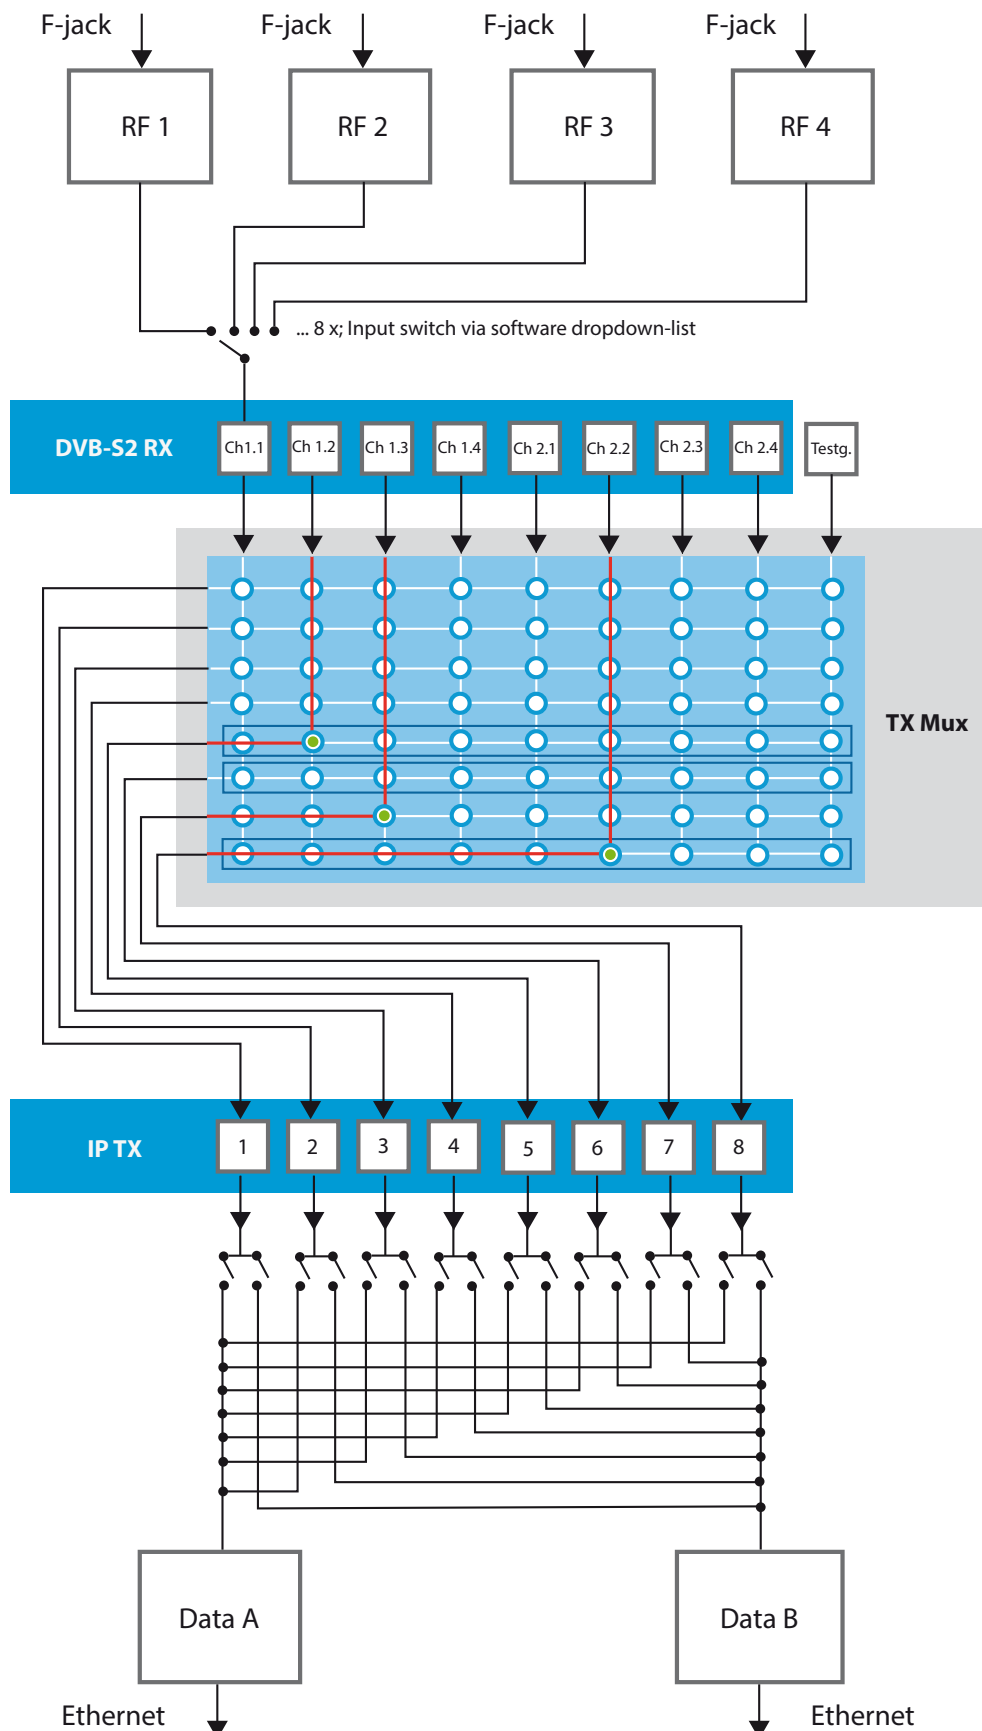 F-jack F-jack F-jack F-jack
RF 1 RF 2 RF 3 RF 4
... 8 x; Input switch via software dropdown-list
DVB-S2 RX Ch1.1 Ch 1.2 Ch 1.3 Ch 1.4 Ch 2.1 Ch 2.2 Ch 2.3 Ch 2.4 Testg.
TX Mux
IP TX 1 2 3 4 5 6 7 8
Data A Data B
Ethernet Ethernet